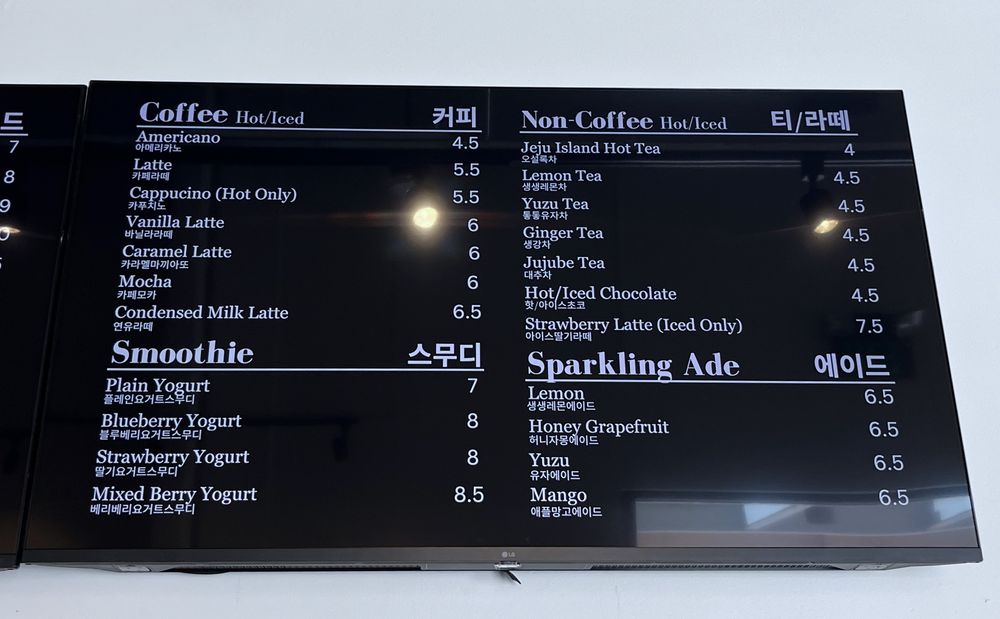 드
7
8
9
0
5
Coffee Hot/Iced 커피
Americano 4.5
아메리카노
Latte 5.5
카페라떼
Cappucino (Hot Only) 5.5
카푸치노
Vanilla Latte 6
바닐라라떼
Caramel Latte 6
카라멜마끼아또
Mocha 6
카페모카
Condensed Milk Latte 6.5
연유라떼
Smoothie 스무디
Plain Yogurt 7
플레인요거트스무디
Blueberry Yogurt 8
블루베리요거트스무디
Strawberry Yogurt 8
딸기요거트스무디
Mixed Berry Yogurt 8.5
베리베리요거트스무디
Non-Coffee Hot/Iced 티/라떼
Jeju Island Hot Tea 4
오설록차
Lemon Tea 4.5
생생레몬차
Yuzu Tea 4.5
통통유자차
Ginger Tea 4.5
생강차
Jujube Tea 4.5
대추차
Hot/Iced Chocolate 4.5
핫/아이스초코
Strawberry Latte (Iced Only) 7.5
아이스딸기라떼
Sparkling Ade 에이드
Lemon 6.5
생생레몬에이드
Honey Grapefruit 6.5
허니자몽에이드
Yuzu 6.5
유자에이드
Mango 6.5
애플망고에이드
LG